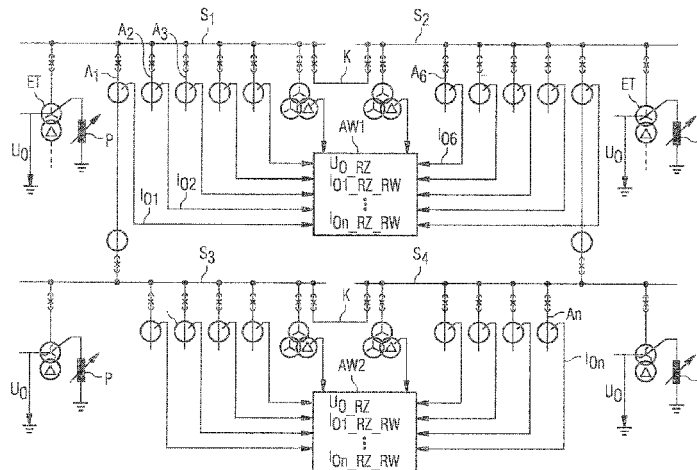 S1
S2
A2
A3
A1
K
A6
ET
ET
P
U0
U0
AW1
I06
I02
I01
U0_RZ
I01_RZ_RW
I0n_RZ_RW
S3
S4
K
An
P
U0
U0
I0n
AW2
U0_RZ
I01_RZ_RW
I0n_RZ_RW